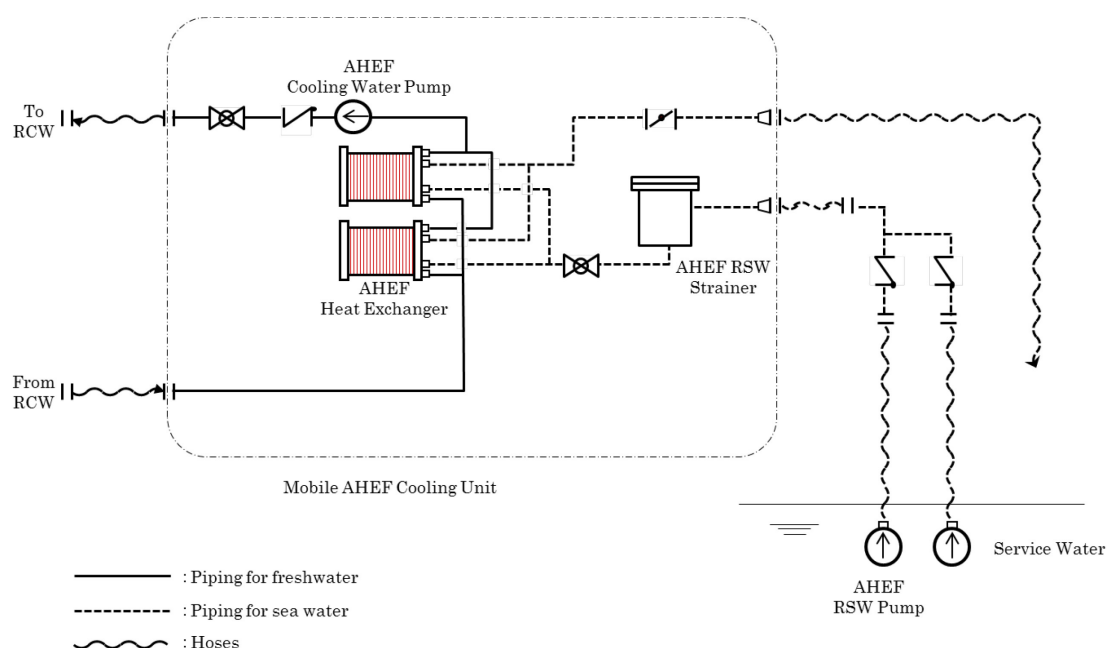 AHEF
Cooling Water Pump
To
RCW
AHEF RSW
Strainer
AHEF
Heat Exchanger
From
RCW
Mobile AHEF Cooling Unit
Service Water
AHEF
RSW Pump
: Piping for freshwater
: Piping for sea water
: Hoses